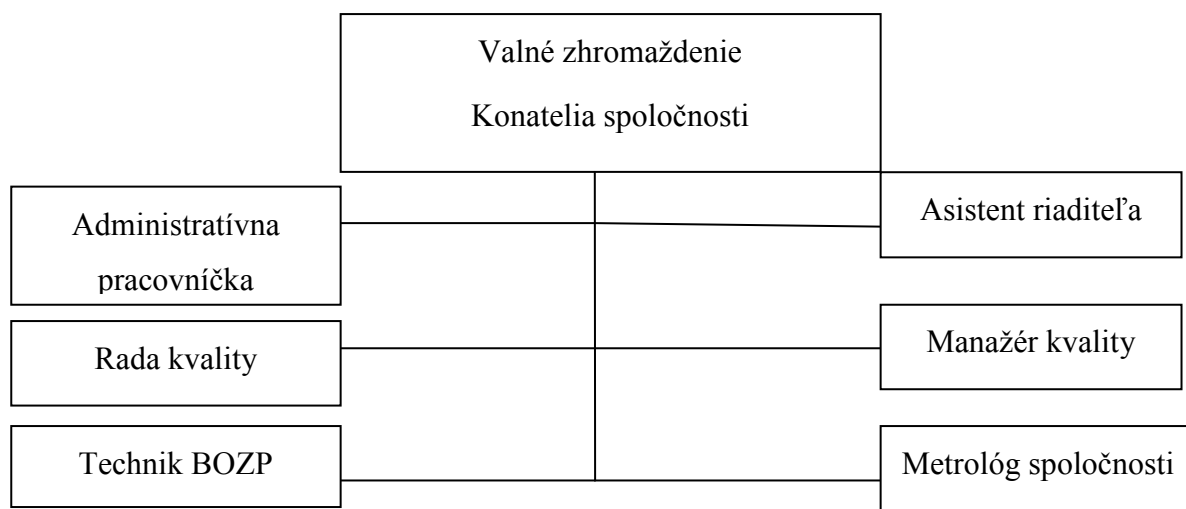 Valné zhromaždenie
Konatelia spoločnosti
Administratívna
pracovníčka
Asistent riaditeľa
Rada kvality
Manažér kvality
Technik BOZP
Metrológ spoločnosti